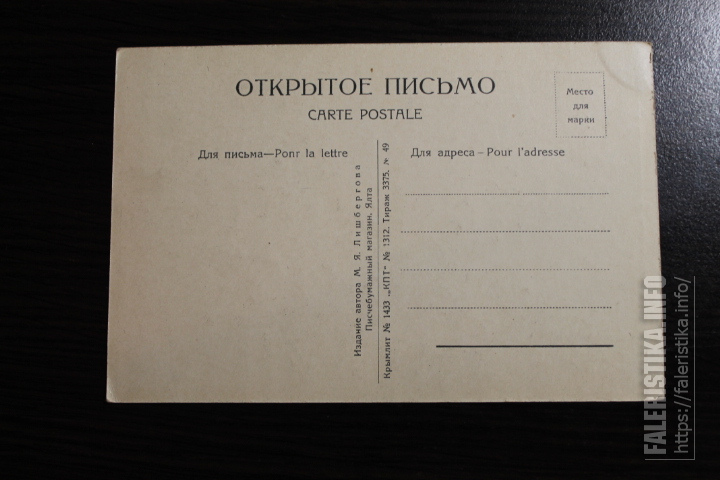 ОТКРЫТОЕ ПИСЬМО
CARTE POSTALE
Место
для
марки
Для письма—Ponr la lettre
Для адреса – Pour l'adresse
Издание автора М. Я. Лишбергова
Писчебумажный магазин, Ялта
Крымлит № 1433 „КПТ" № 1312. Тираж 3375. № 49
FALERISTIKA.INFO
https://faleristika.info/